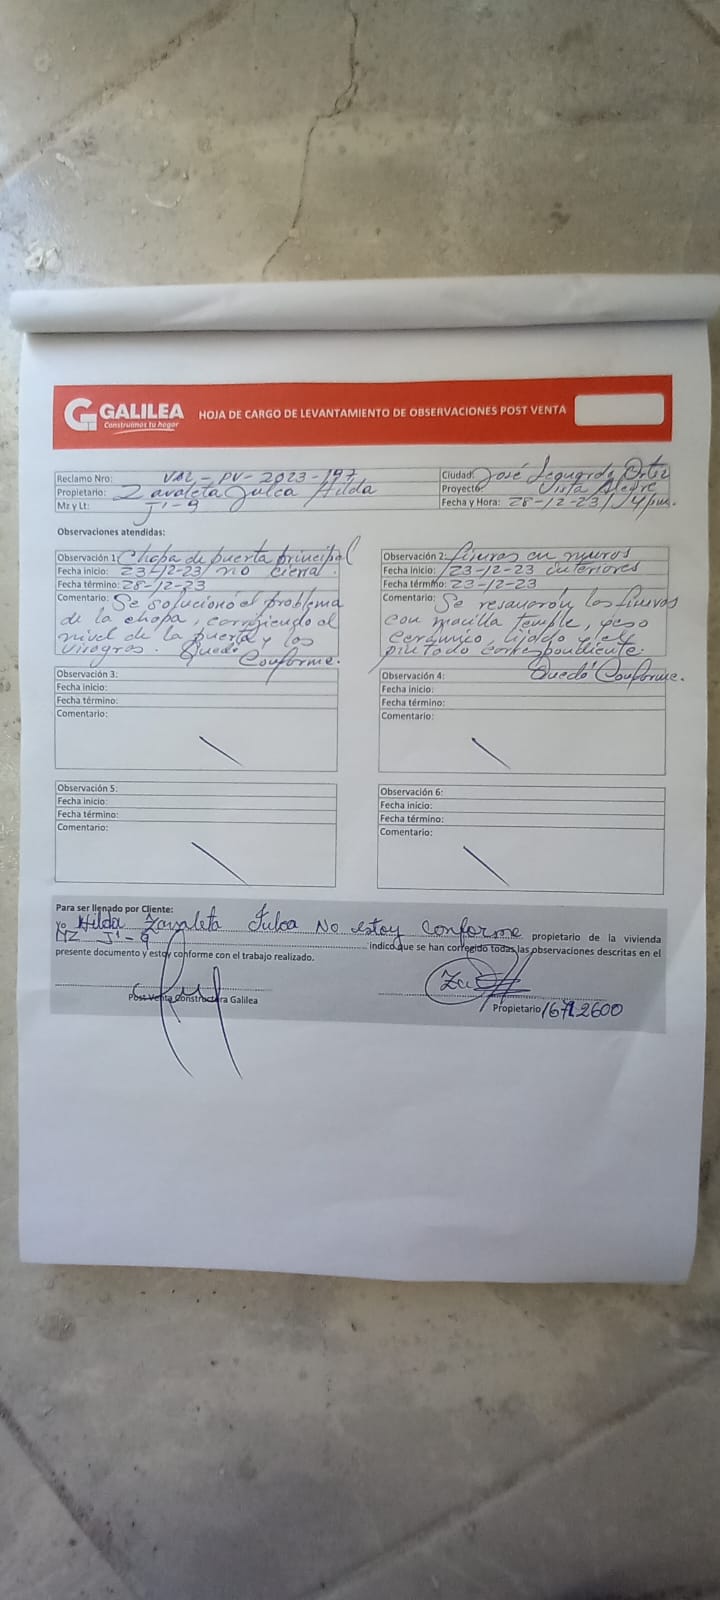 GALILEA
Construimos tu hogar
HOJA DE CARGO DE LEVANTAMIENTO DE OBSERVACIONES POST VENTA
Reclamo Nro: VAL-PV-2023-197
Ciudad: José Leguardo Ortiz
Propietario: Zavaleta Julca Hilda
Proyecto: Vista Alegre
Mz y Lt: J'-9
Fecha y Hora: 28-12-23 / 4 pm.
Observaciones atendidas:
Observación 1: Chapa de puerta principal
Fecha inicio: 23-12-23 no cierra.
Fecha término: 28-12-23
Comentario: Se solucionó el problema
de la chapa, corrigiendo el
nivel de la puerta y los
Quedó
Conforme.
Observación 2: fisuras en muros
Fecha inicio: 23-12-23 interiores
Fecha término: 23-12-23
Comentario: Se resanarón las fisuras
con masilla temple, yeso
cerámico, lijado y el
pintado correspondiente.
Quedó Conforme.
Observación 3:
Fecha inicio:
Fecha término:
Comentario:
Observación 4:
Fecha inicio:
Fecha término:
Comentario:
Observación 5:
Fecha inicio:
Fecha término:
Comentario:
Observación 6:
Fecha inicio:
Fecha término:
Comentario:
Para ser llenado por Cliente:
Yo Hilda Zavaleta Julca No estoy Conforme propietario de la vivienda
MZ J'-9 indico que se han corregido todas las observaciones descritas en el
presente documento y estoy conforme con el trabajo realizado.
Post Venta Constructora Galilea
Propietario 16712600